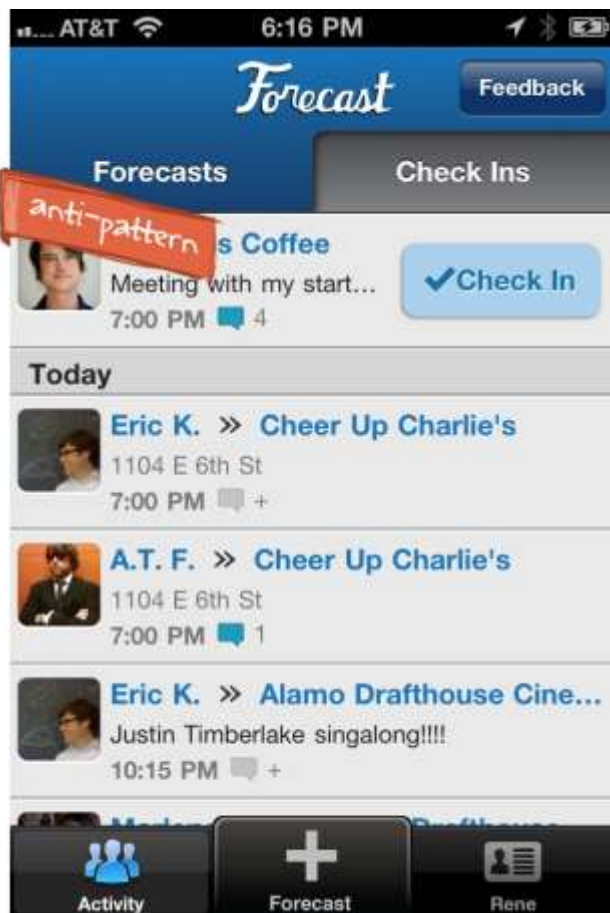 AT&T 6:16 PM
Forecast
Feedback
Forecasts
Check Ins
anti-pattern
s Coffee
Meeting with my start...
Check In
7:00 PM 4
Today
Eric K. » Cheer Up Charlie's
1104 E 6th St
7:00 PM +
A.T. F. » Cheer Up Charlie's
1104 E 6th St
7:00 PM 1
Eric K. » Alamo Drafthouse Cine...
Justin Timberlake singalong!!!!
10:15 PM +
Activity
Forecast
Rene